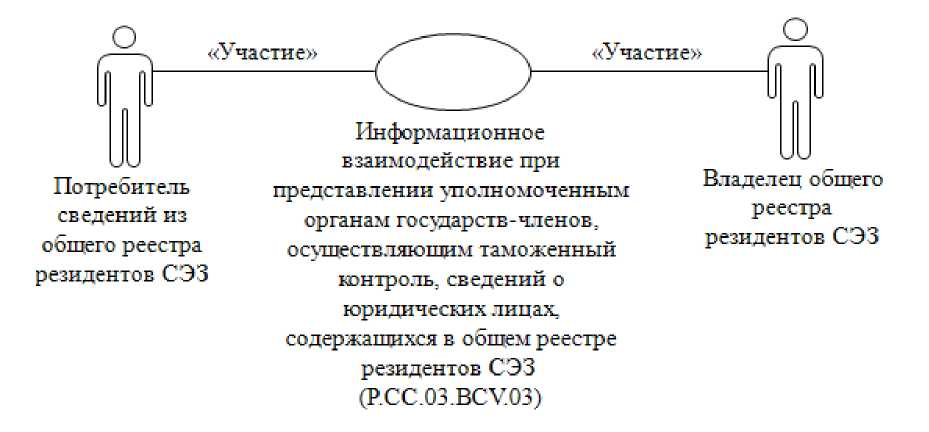 «Участие»
«Участие»
Потребитель
сведений из
общего реестра
резидентов СЭЗ
Информационное
взаимодействие при
представлении уполномоченным
органам государств-членов,
осуществляющим таможенный
контроль, сведений о
юридических лицах,
содержащихся в общем реестре
резидентов СЭЗ
(P.CC.03.BCV.03)
Владелец общего
реестра
резидентов СЭЗ